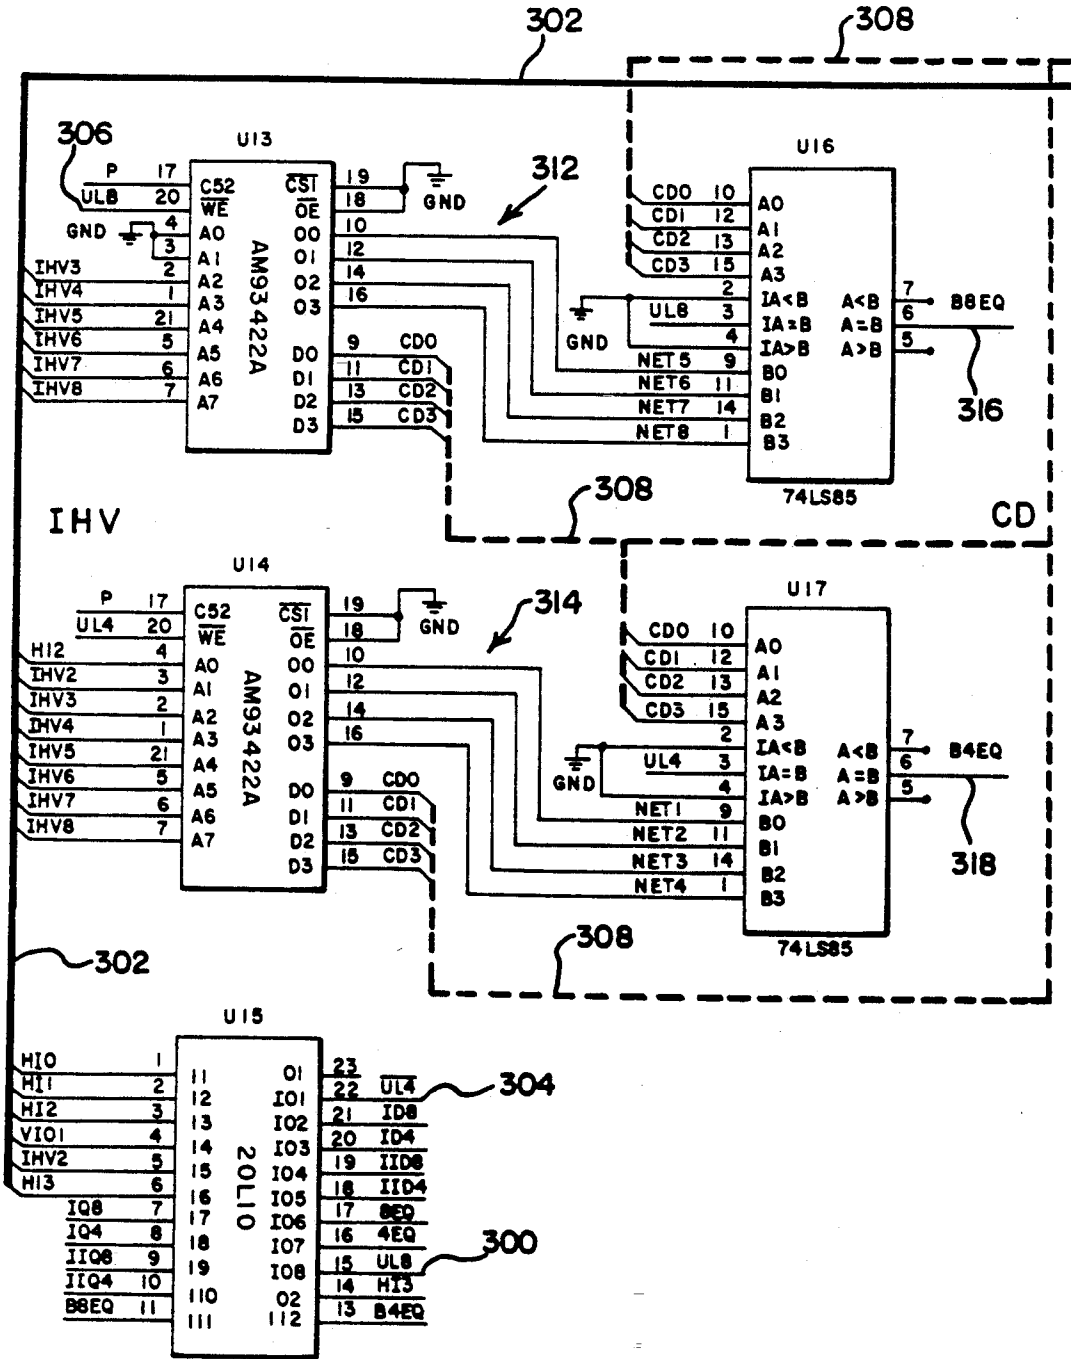 302
308
306
U13
312
U16
P 17 C52 CS1 19 GND
UL8 20 WE OE 18
GND 4 A0 O0 10
3 A1 O1 12
IHV3 2 A2 O2 14
IHV4 1 A3 O3 16
IHV5 21 A4
IHV6 5 A5 D0 9 CD0
IHV7 6 A6 D1 11 CD1
IHV8 7 A7 D2 13 CD2
D3 15 CD3
AM93422A
CD0 10 A0
CD1 12 A1
CD2 13 A2
CD3 15 A3
2 IA<B A<B 7 B8EQ
GND UL8 3 IA=B A=B 6
4 IA>B A>B 5
NET5 9 B0
NET6 11 B1
NET7 14 B2
NET8 1 B3
316
74LS85
308
IHV
CD
U14
314
U17
P 17 C52 CS1 19 GND
UL4 20 WE OE 18
HI2 4 A0 O0 10
IHV2 3 A1 O1 12
IHV3 2 A2 O2 14
IHV4 1 A3 O3 16
IHV5 21 A4
IHV6 5 A5 D0 9 CD0
IHV7 6 A6 D1 11 CD1
IHV8 7 A7 D2 13 CD2
D3 15 CD3
AM93422A
CD0 10 A0
CD1 12 A1
CD2 13 A2
CD3 15 A3
2 IA<B A<B 7 B4EQ
GND UL4 3 IA=B A=B 6
4 IA>B A>B 5
NET1 9 B0
NET2 11 B1
NET3 14 B2
NET4 1 B3
318
74LS85
308
302
U15
HI0 1 I1 O1 23
HI1 2 I2 IO1 22 UL4 304
HI2 3 I3 IO2 21 ID8
VIO1 4 I4 IO3 20 ID4
IHV2 5 I5 IO4 19 IID8
HI3 6 I6 IO5 18 IID4
IQ8 7 I7 IO6 17 8EQ
IQ4 8 I8 IO7 16 4EQ
IIQ8 9 I9 IO8 15 UL8 300
IIQ4 10 I10 O2 14 HI3
B8EQ 11 I11 I12 13 B4EQ
20L10